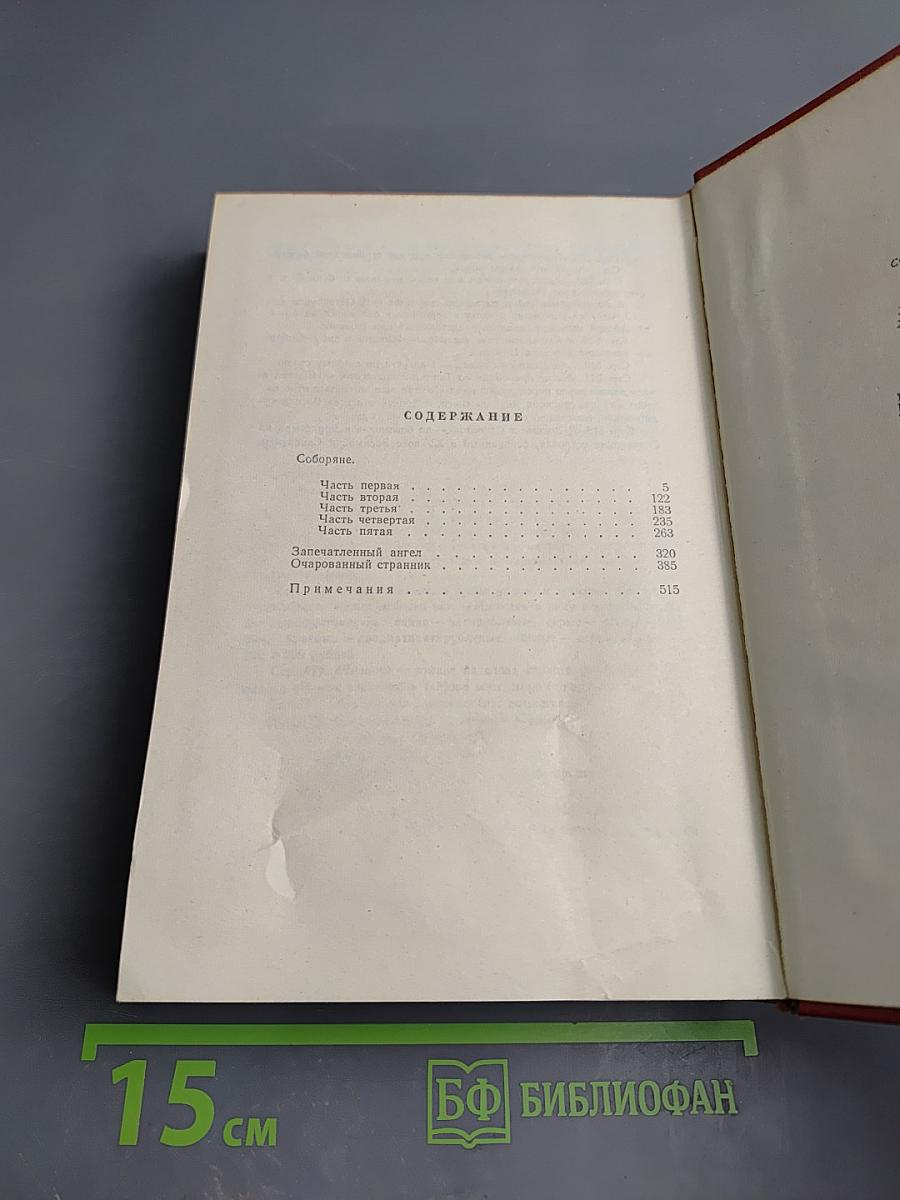 СОДЕРЖАНИЕ
Соборяне.
Часть первая . . . . . . . . . . . . . . . 5
Часть вторая . . . . . . . . . . . . . . . 122
Часть третья . . . . . . . . . . . . . . . 183
Часть четвертая . . . . . . . . . . . . . . 235
Часть пятая . . . . . . . . . . . . . . . 263
Запечатленный ангел . . . . . . . . . . . . . 320
Очарованный странник . . . . . . . . . . . . . 385
Примечания . . . . . . . . . . . . . . . 515
15 см
БФ БИБЛИОФАН